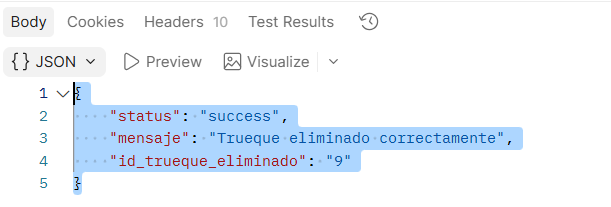 Body Cookies Headers 10 Test Results
{} JSON Preview Visualize
1 {
2 "status": "success",
3 "mensaje": "Trueque eliminado correctamente",
4 "id_trueque_eliminado": "9"
5 }